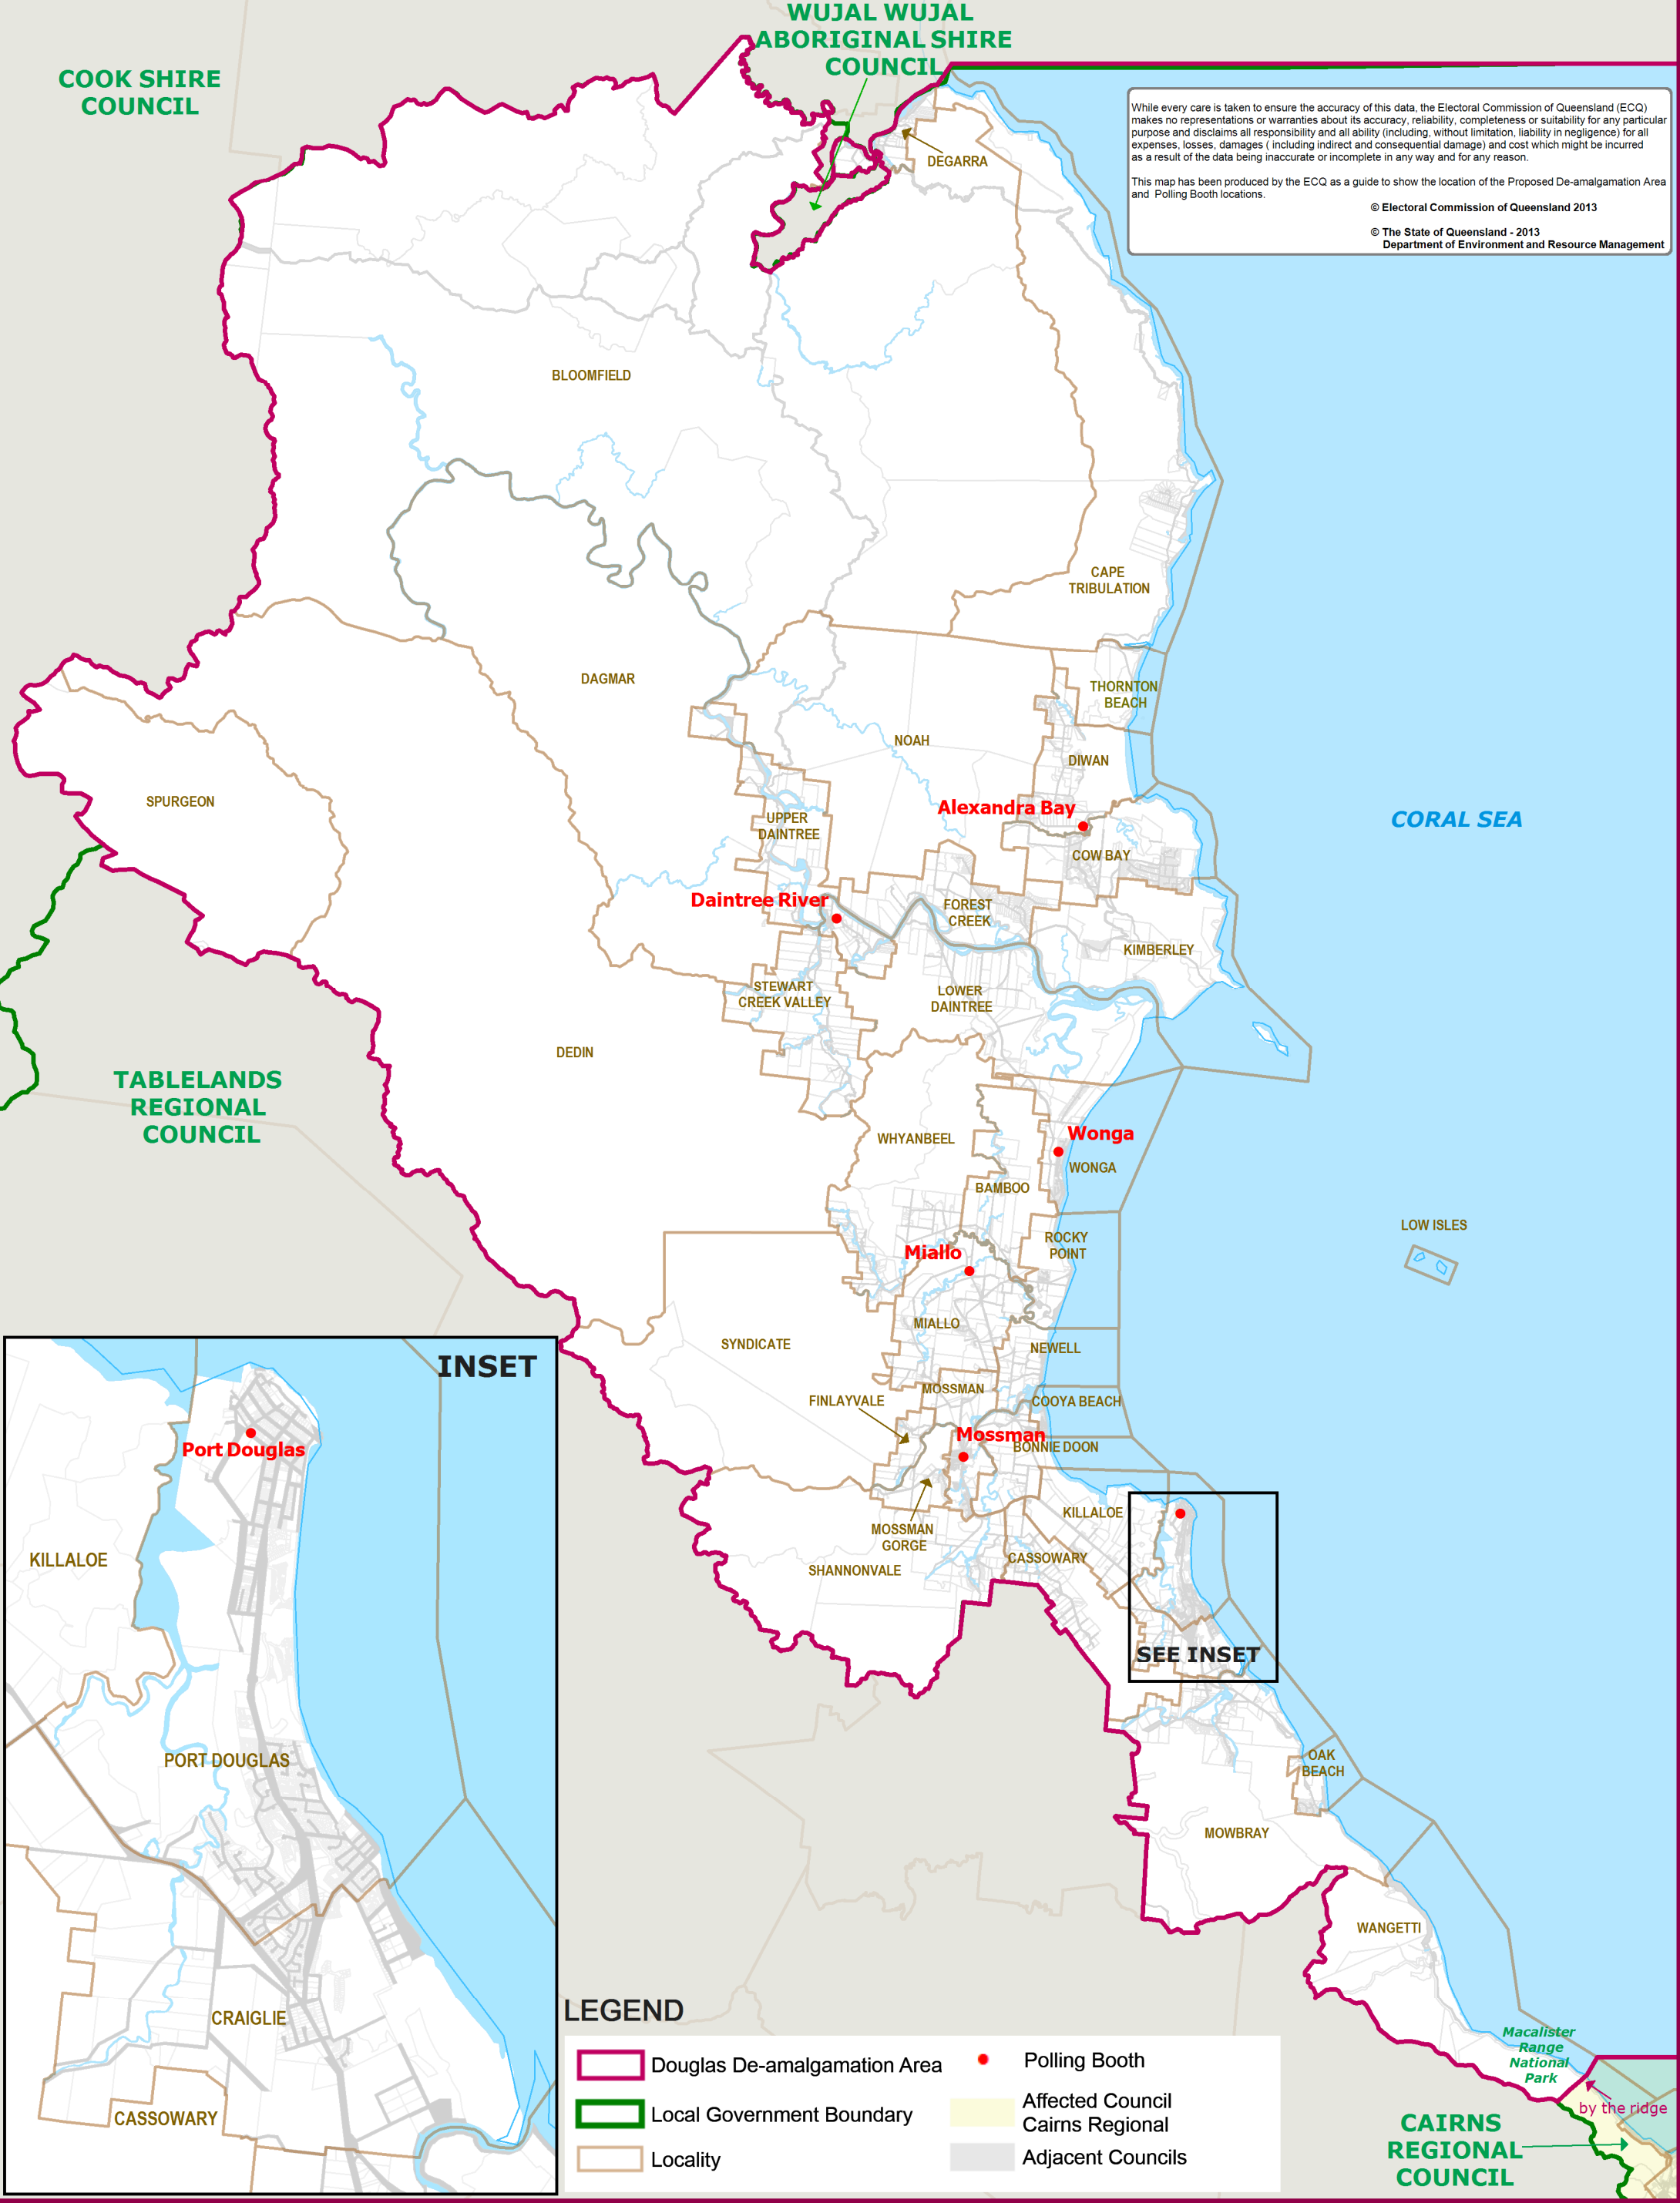 WUJAL WUJAL
ABORIGINAL SHIRE
COUNCIL
COOK SHIRE
COUNCIL
While every care is taken to ensure the accuracy of this data, the Electoral Commission of Queensland (ECQ)
makes no representations or warranties about its accuracy, reliability, completeness or suitability for any particular
purpose and disclaims all responsibility and all ability (including, without limitation, liability in negligence) for all
expenses, losses, damages ( including indirect and consequential damage) and cost which might be incurred
as a result of the data being inaccurate or incomplete in any way and for any reason.
This map has been produced by the ECQ as a guide to show the location of the Proposed De-amalgamation Area
and Polling Booth locations.
© Electoral Commission of Queensland 2013
© The State of Queensland - 2013
Department of Environment and Resource Management
DEGARRA
BLOOMFIELD
CAPE
TRIBULATION
DAGMAR
THORNTON
BEACH
NOAH
DIWAN
SPURGEON
Alexandra Bay
CORAL SEA
UPPER
DAINTREE
COW BAY
Daintree River
FOREST
CREEK
KIMBERLEY
STEWART
CREEK VALLEY
LOWER
DAINTREE
DEDIN
TABLELANDS
REGIONAL
COUNCIL
Wonga
WHYANBEEL
WONGA
BAMBOO
LOW ISLES
ROCKY
POINT
Miallo
MIALLO
SYNDICATE
NEWELL
MOSSMAN
FINLAYVALE
COOYA BEACH
Mossman
BONNIE DOON
KILLALOE
MOSSMAN
GORGE
CASSOWARY
SHANNONVALE
SEE INSET
OAK
BEACH
MOWBRAY
WANGETTI
Macalister
Range
National
Park
by the ridge
CAIRNS
REGIONAL
COUNCIL
INSET
Port Douglas
KILLALOE
PORT DOUGLAS
CRAIGLIE
CASSOWARY
LEGEND
Douglas De-amalgamation Area
Local Government Boundary
Locality
Polling Booth
Affected Council
Cairns Regional
Adjacent Councils